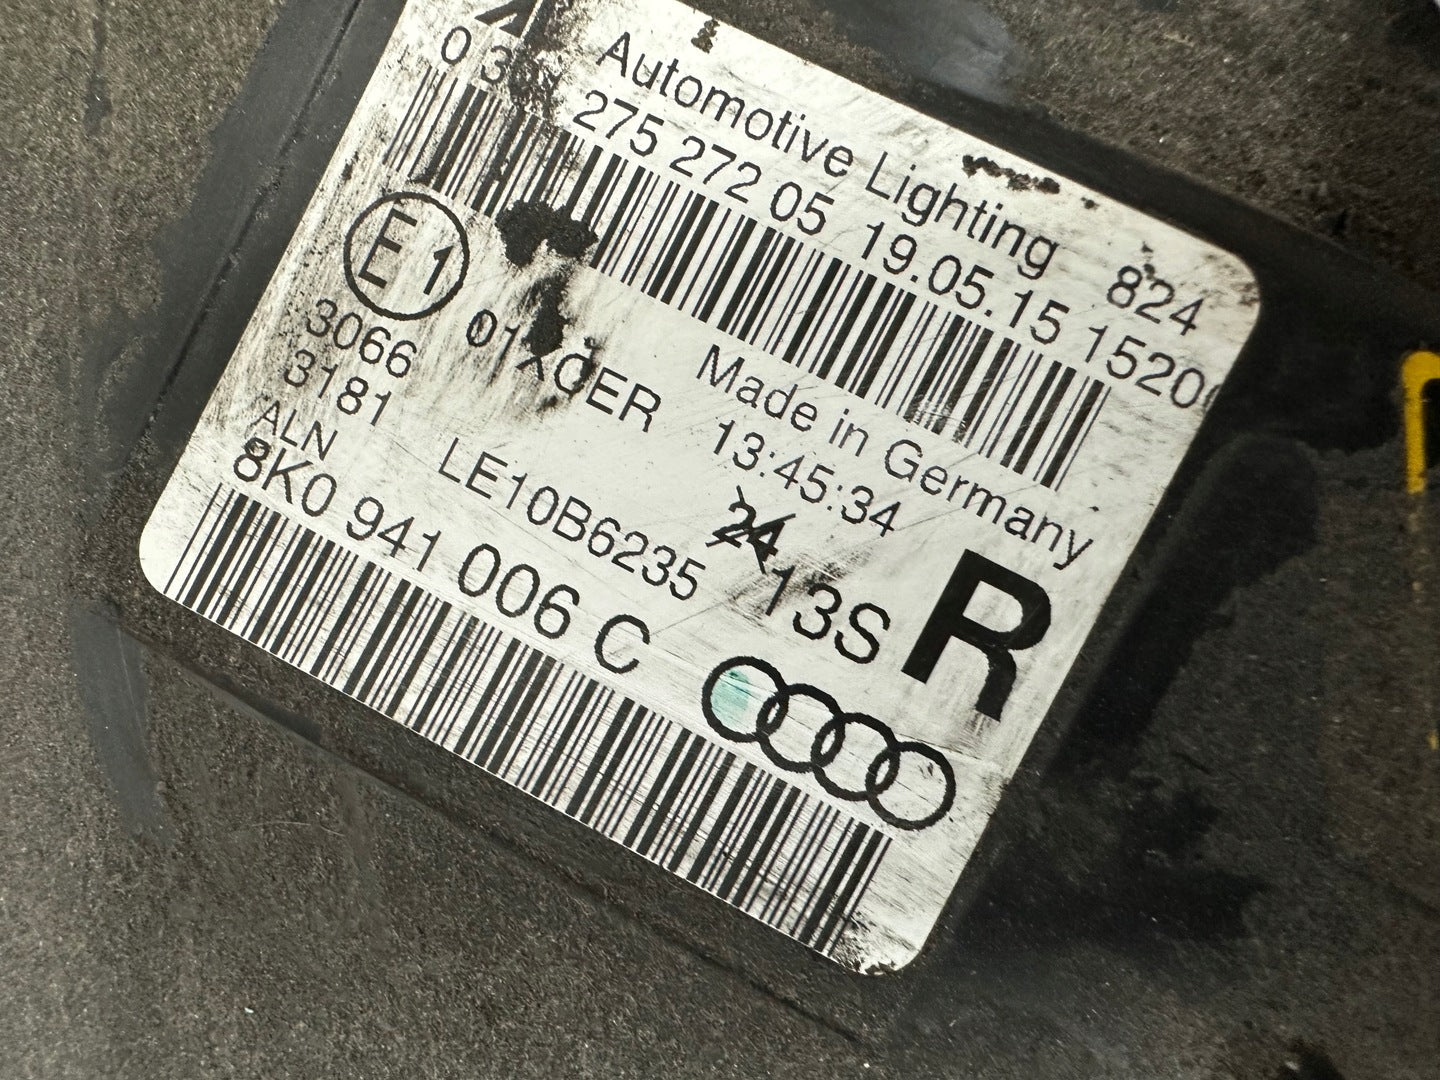 Automotive Lighting 824
275 272 05 19.05.15 1520
E1 Made in Germany
3066 13:45:34
3181 24 13S R
ALN LE10B6235
8K0 941 006 C